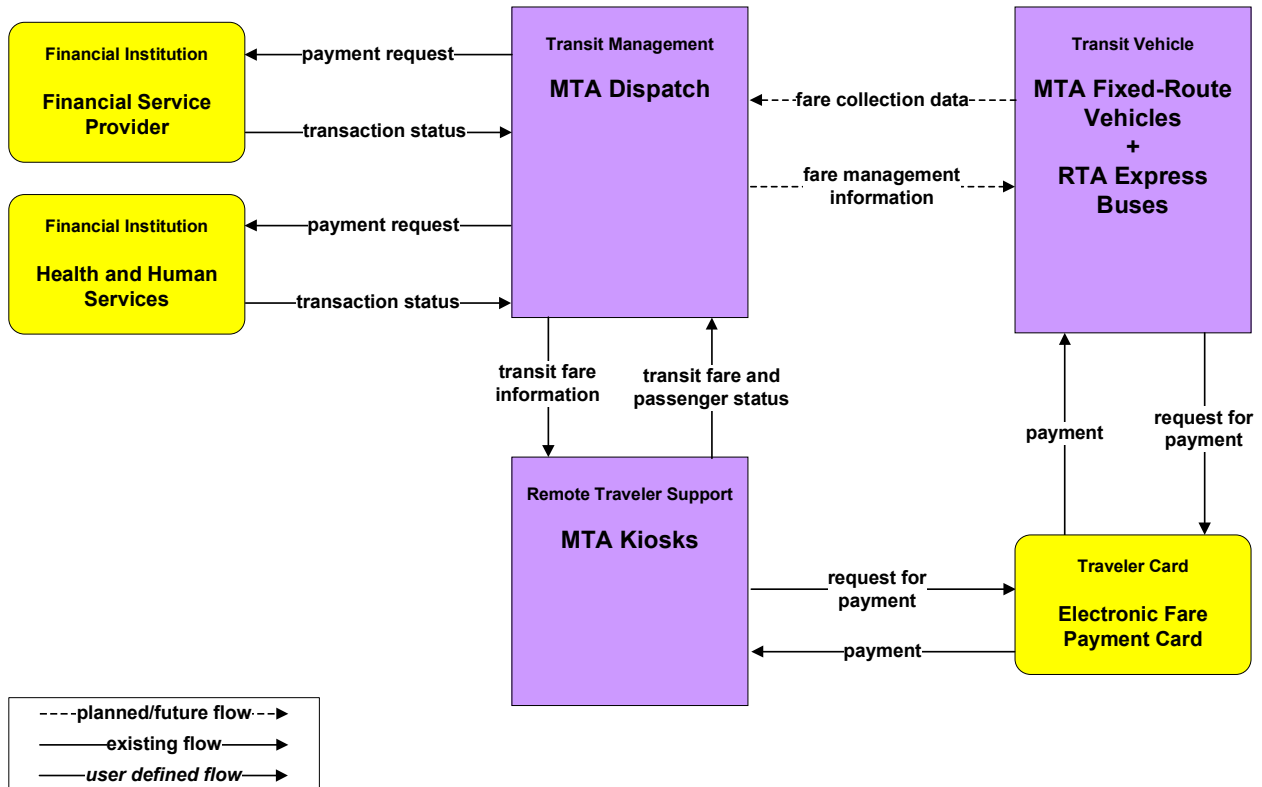 Financial Institution
Financial Service
Provider
payment request
transaction status
Financial Institution
Health and Human
Services
payment request
transaction status
Transit Management
MTA Dispatch
fare collection data
fare management
information
Transit Vehicle
MTA Fixed-Route
Vehicles
+
RTA Express
Buses
transit fare
information
transit fare and
passenger status
payment
request for
payment
Remote Traveler Support
MTA Kiosks
request for
payment
payment
Traveler Card
Electronic Fare
Payment Card
planned/future flow
existing flow
user defined flow